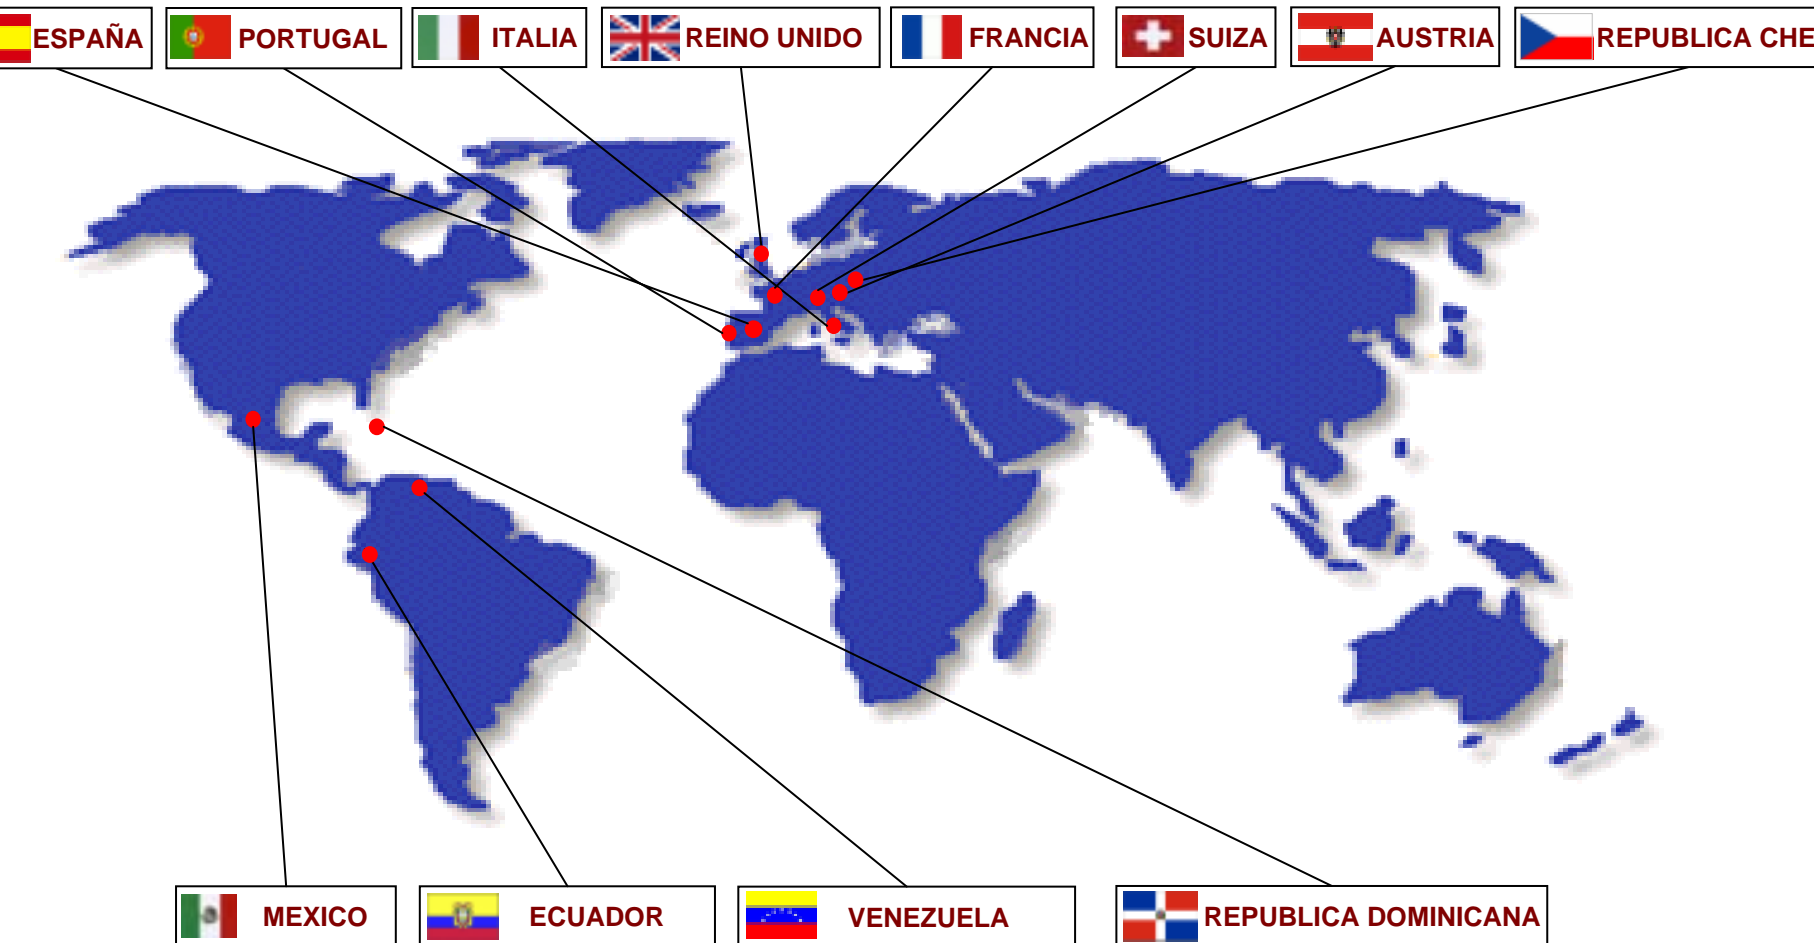 ESPAÑA
PORTUGAL
ITALIA
REINO UNIDO
FRANCIA
SUIZA
AUSTRIA
REPUBLICA CHE
MEXICO
ECUADOR
VENEZUELA
REPUBLICA DOMINICANA